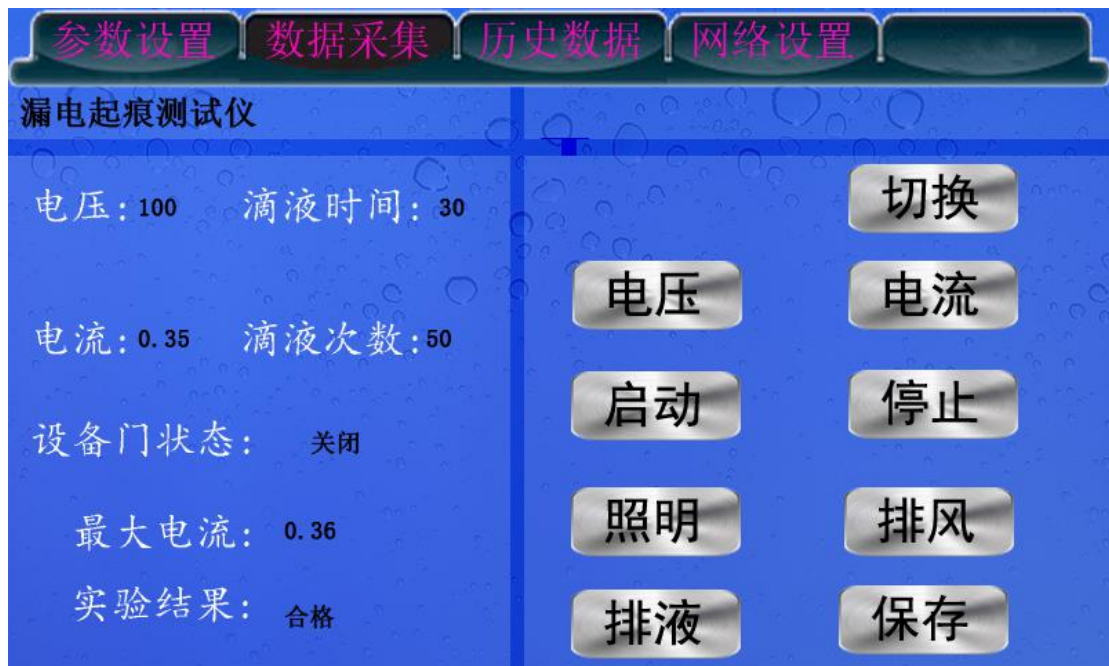 参数设置 数据采集 历史数据 网络设置
漏电起痕测试仪
电压: 100 滴液时间: 30
切换
电压 电流
电流: 0.35 滴液次数: 50
启动 停止
设备门状态: 关闭
照明 排风
最大电流: 0.36
实验结果: 合格
排液 保存